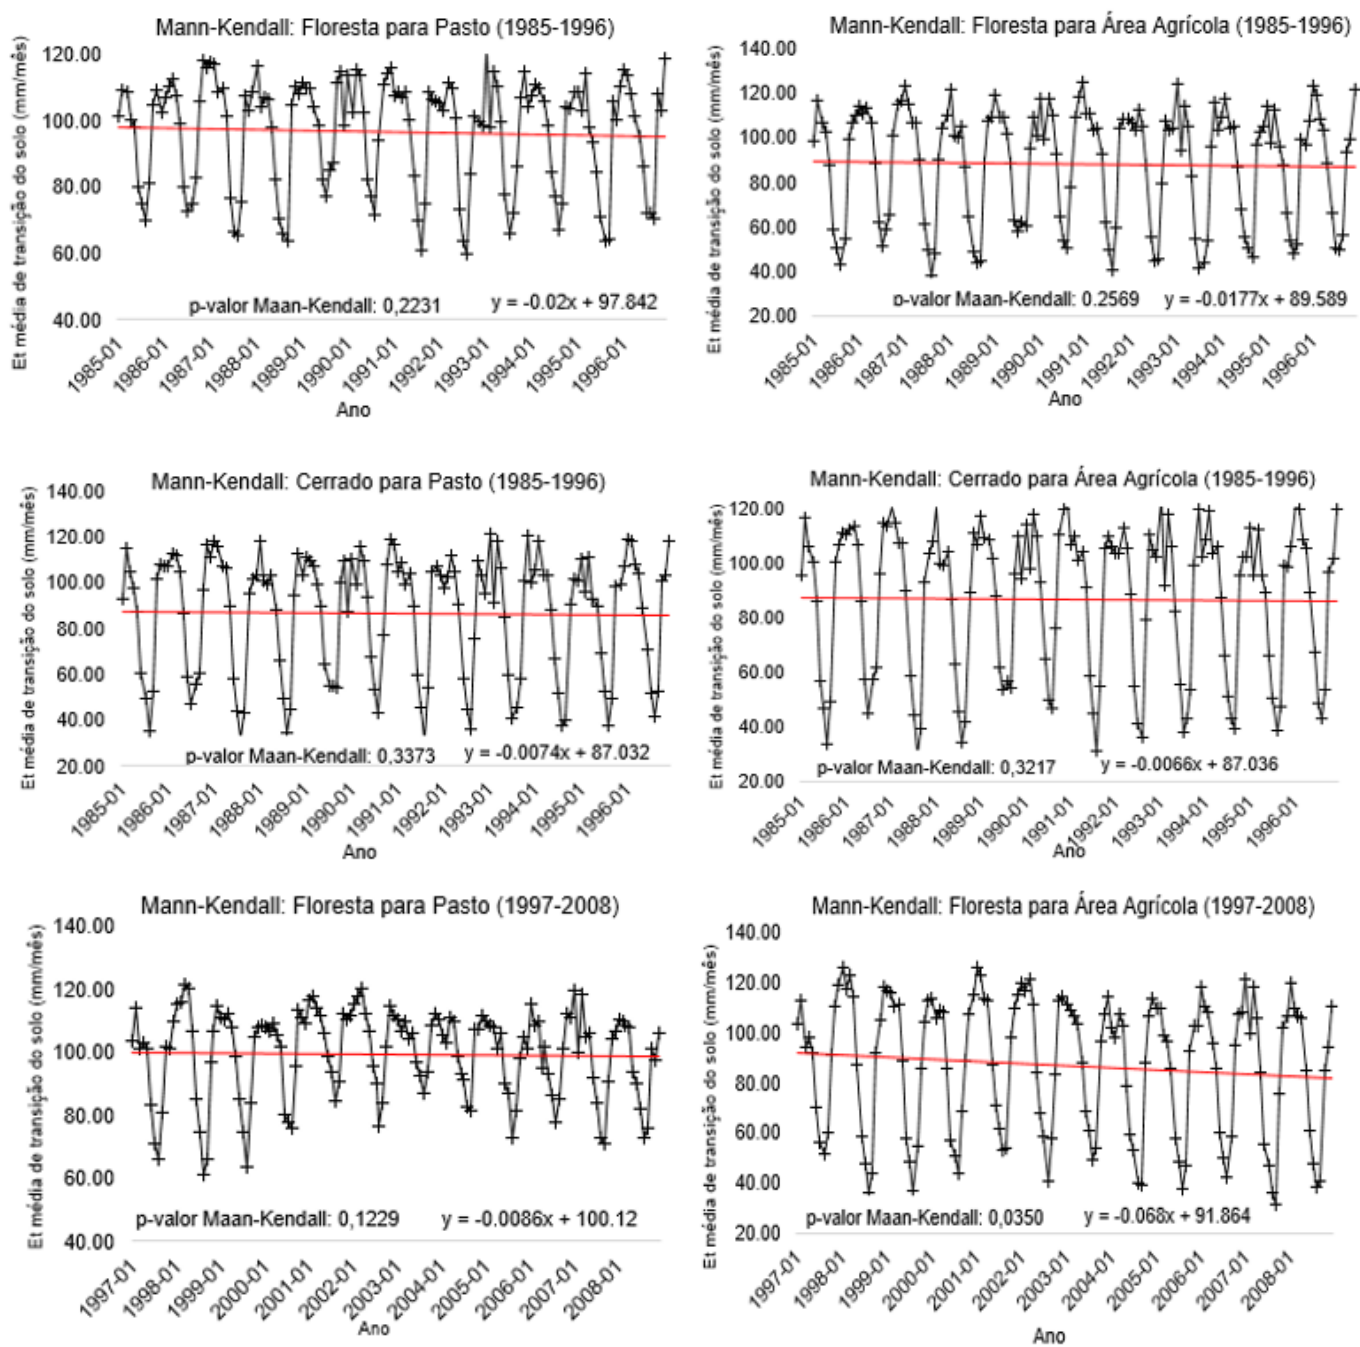 Mann-Kendall: Floresta para Pasto (1985-1996)
Et média de transição do solo (mm/mês)
120.00
100.00
80.00
60.00
40.00
p-valor Maan-Kendall: 0,2231 y = -0.02x + 97.842
1985-01 1986-01 1987-01 1988-01 1989-01 1990-01 1991-01 1992-01 1993-01 1994-01 1995-01 1996-01
Ano
Mann-Kendall: Floresta para Área Agrícola (1985-1996)
Et média de transição do solo (mm/mês)
140.00
120.00
100.00
80.00
60.00
40.00
20.00
p-valor Maan-Kendall: 0.2569 y = -0.0177x + 89.589
1985-01 1986-01 1987-01 1988-01 1989-01 1990-01 1991-01 1992-01 1993-01 1994-01 1995-01 1996-01
Ano
Mann-Kendall: Cerrado para Pasto (1985-1996)
Et média de transição do solo (mm/mês)
140.00
120.00
100.00
80.00
60.00
40.00
20.00
p-valor Maan-Kendall: 0,3373 y = -0.0074x + 87.032
1985-01 1986-01 1987-01 1988-01 1989-01 1990-01 1991-01 1992-01 1993-01 1994-01 1995-01 1996-01
Ano
Mann-Kendall: Cerrado para Área Agrícola (1985-1996)
Et média de transição do solo (mm/mês)
120.00
100.00
80.00
60.00
40.00
20.00
p-valor Maan-Kendall: 0,3217 y = -0.0066x + 87.036
1985-01 1986-01 1987-01 1988-01 1989-01 1990-01 1991-01 1992-01 1993-01 1994-01 1995-01 1996-01
Ano
Mann-Kendall: Floresta para Pasto (1997-2008)
Et média de transição do solo (mm/mês)
140.00
120.00
100.00
80.00
60.00
40.00
p-valor Maan-Kendall: 0,1229 y = -0.0086x + 100.12
1997-01 1998-01 1999-01 2000-01 2001-01 2002-01 2003-01 2004-01 2005-01 2006-01 2007-01 2008-01
Ano
Mann-Kendall: Floresta para Área Agrícola (1997-2008)
Et média de transição do solo (mm/mês)
140.00
120.00
100.00
80.00
60.00
40.00
20.00
p-valor Maan-Kendall: 0,0350 y = -0.068x + 91.864
1997-01 1998-01 1999-01 2000-01 2001-01 2002-01 2003-01 2004-01 2005-01 2006-01 2007-01 2008-01
Ano